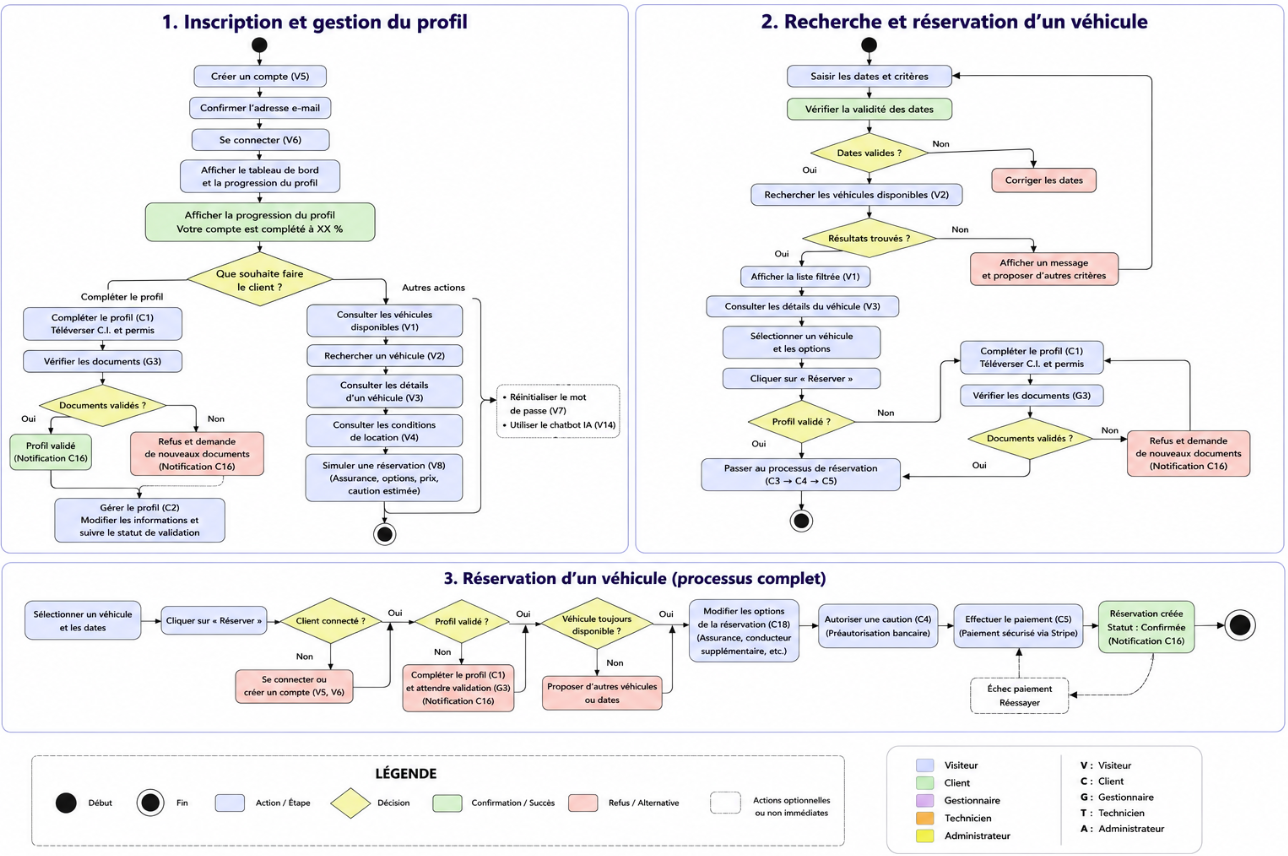 1. Inscription et gestion du profil
Créer un compte (V5)
Confirmer l'adresse e-mail
Se connecter (V6)
Afficher le tableau de bord
et la progression du profil
Afficher la progression du profil
Votre compte est complété à XX %
Que souhaite faire
le client ?
Compléter le profil
Autres actions
Compléter le profil (C1)
Téléverser C.I. et permis
Vérifier les documents (G3)
Documents validés ?
Oui
Non
Profil validé
(Notification C16)
Refus et demande
de nouveaux documents
(Notification C16)
Gérer le profil (C2)
Modifier les informations et
suivre le statut de validation
Consulter les véhicules
disponibles (V1)
Rechercher un véhicule (V2)
Consulter les détails
d'un véhicule (V3)
Consulter les conditions
de location (V4)
Simuler une réservation (V8)
(Assurance, options, prix,
caution estimée)
• Réinitialiser le mot
de passe (V7)
• Utiliser le chatbot IA (V14)
2. Recherche et réservation d'un véhicule
Saisir les dates et critères
Vérifier la validité des dates
Dates valides ?
Non
Oui
Corriger les dates
Rechercher les véhicules disponibles (V2)
Résultats trouvés ?
Non
Oui
Afficher un message
et proposer d'autres critères
Afficher la liste filtrée (V1)
Consulter les détails du véhicule (V3)
Sélectionner un véhicule
et les options
Cliquer sur « Réserver »
Profil validé ?
Non
Oui
Compléter le profil (C1)
Téléverser C.I. et permis
Vérifier les documents (G3)
Documents validés ?
Non
Oui
Refus et demande
de nouveaux documents
(Notification C16)
Passer au processus de réservation
(C3 → C4 → C5)
3. Réservation d'un véhicule (processus complet)
Sélectionner un véhicule
et les dates
Cliquer sur « Réserver »
Client connecté ?
Oui
Non
Se connecter ou
créer un compte (V5, V6)
Profil validé ?
Oui
Non
Compléter le profil (C1)
et attendre validation (G3)
(Notification C16)
Véhicule toujours
disponible ?
Oui
Non
Proposer d'autres véhicules
ou dates
Modifier les options
de la réservation (C18)
(Assurance, conducteur
supplémentaire, etc.)
Autoriser une caution (C4)
(Préautorisation bancaire)
Effectuer le paiement (C5)
(Paiement sécurisé via Stripe)
Réservation créée
Statut : Confirmée
(Notification C16)
Échec paiement
Réessayer
LÉGENDE
Début
Fin
Action / Étape
Décision
Confirmation / Succès
Refus / Alternative
Actions optionnelles
ou non immédiates
Visiteur
Client
Gestionnaire
Technicien
Administrateur
V : Visiteur
C : Client
G : Gestionnaire
T : Technicien
A : Administrateur